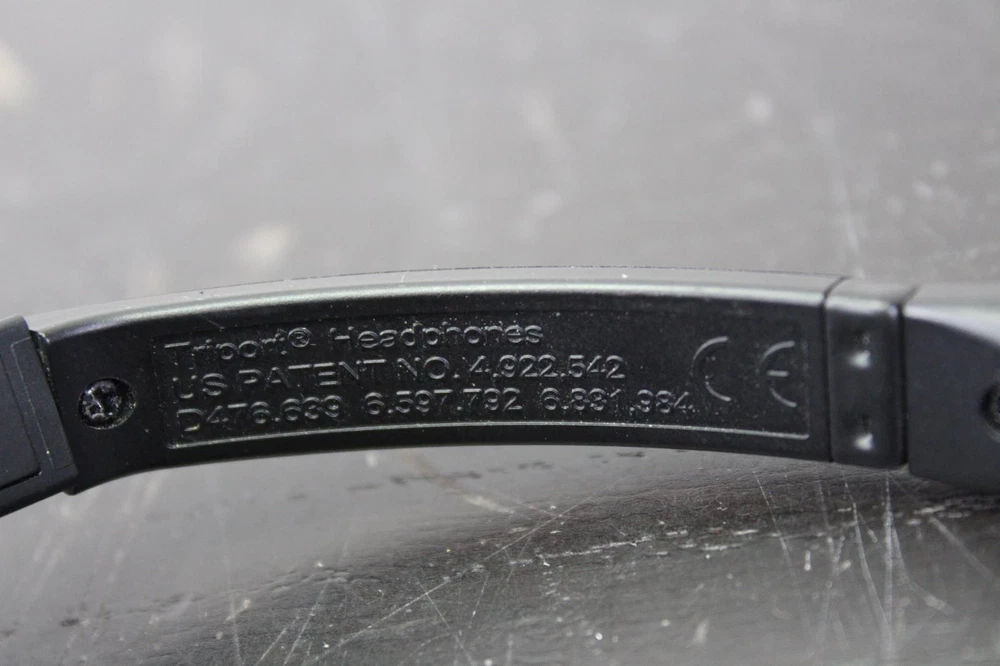 Triport® Headphones
US PATENT NO. 4.922.542
D476.639 6.597.792 6.831.984
CE